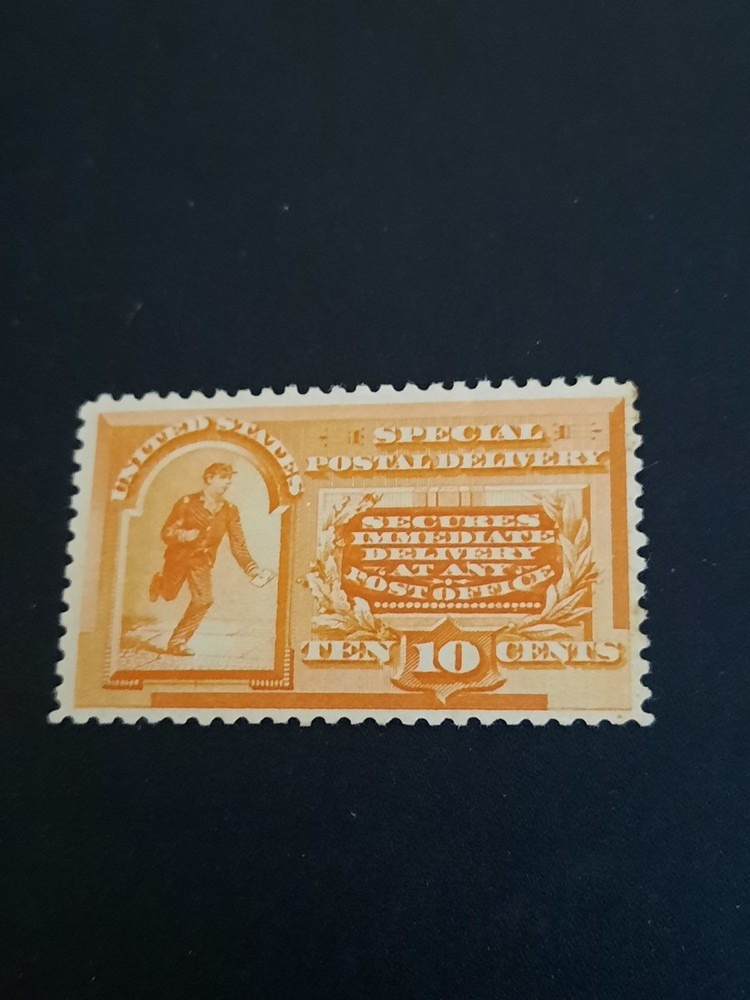 UNITED STATES
SPECIAL
POSTAL DELIVERY
SECURES
IMMEDIATE
DELIVERY
AT ANY
POST OFFICE
TEN 10 CENTS